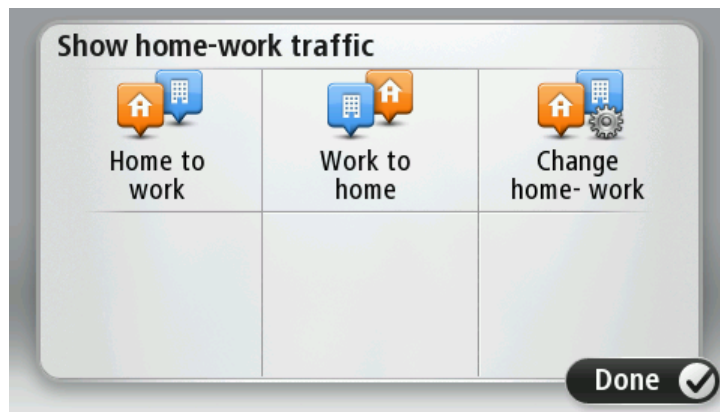 Show home-work traffic
Home to
work
Work to
home
Change
home- work
Done